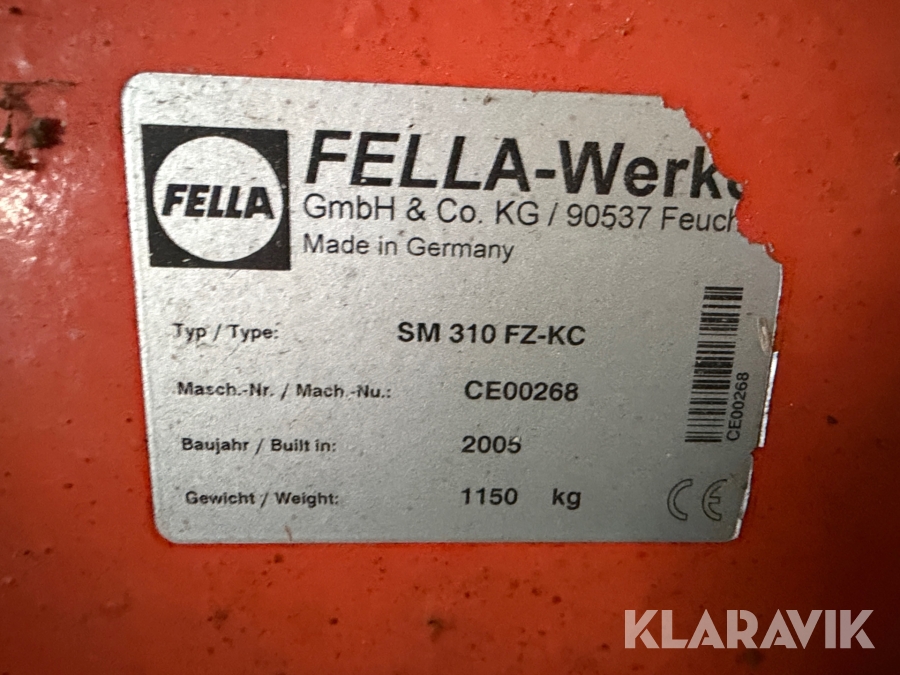 FELLA
FELLA-Werke
GmbH & Co. KG / 90537 Feuch
Made in Germany
Typ / Type: SM 310 FZ-KC
Masch.-Nr. / Mach.-Nu.: CE00268
Baujahr / Built in: 2005
Gewicht / Weight: 1150 kg
CE00268
CE
KLARAVIK